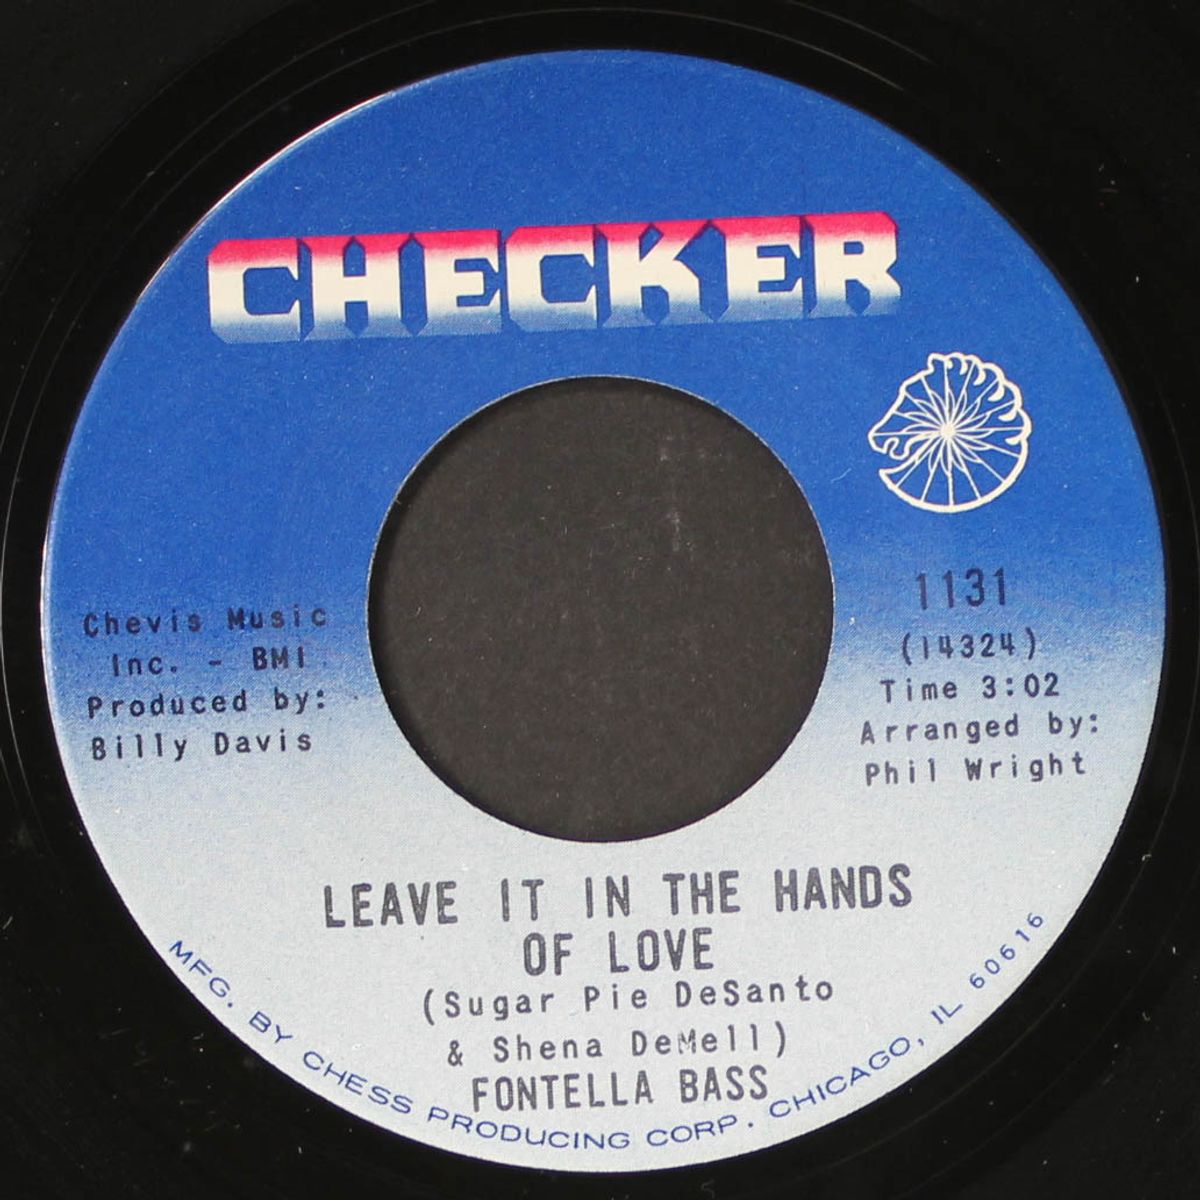 CHECKER
1131
(14324)
Time 3:02
Arranged by:
Phil Wright
Chevis Music
Inc. - BMI
Produced by:
Billy Davis
LEAVE IT IN THE HANDS
OF LOVE
(Sugar Pie DeSanto
& Shena DeMell)
FONTELLA BASS
MFG. BY CHESS PRODUCING CORP. CHICAGO, IL 60616